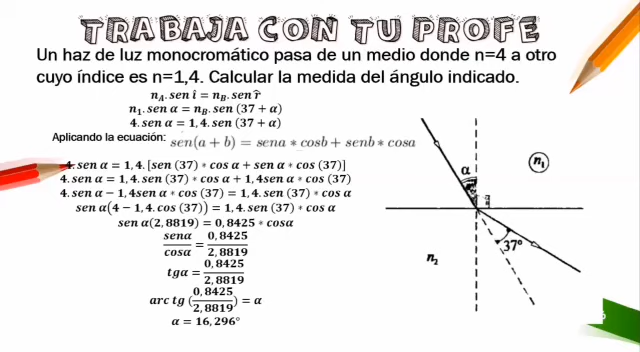 TRABAJA CON TU PROFE
Un haz de luz monocromático pasa de un medio donde n=4 a otro
cuyo índice es n=1,4. Calcular la medida del ángulo indicado.
n_A. sen î = n_B. sen r̂
n_1. sen α = n_B. sen (37 + α)
4. sen α = 1, 4. sen (37 + α)
Aplicando la ecuación: sen(a + b) = sena * cosb + senb * cosa
4. sen α = 1, 4. [sen (37) * cos α + sen α * cos (37)]
4. sen α = 1, 4. sen (37) * cos α + 1, 4sen α * cos (37)
4. sen α − 1, 4sen α * cos (37) = 1, 4. sen (37) * cos α
sen α(4 − 1, 4. cos (37)) = 1, 4. sen (37) * cos α
sen α(2, 8819) = 0, 8425 * cosα
senα/cosα = 0, 8425/2, 8819
tgα = 0, 8425/2, 8819
arc tg (0, 8425/2, 8819) = α
α = 16, 296°
α
n₁
37°
n₂